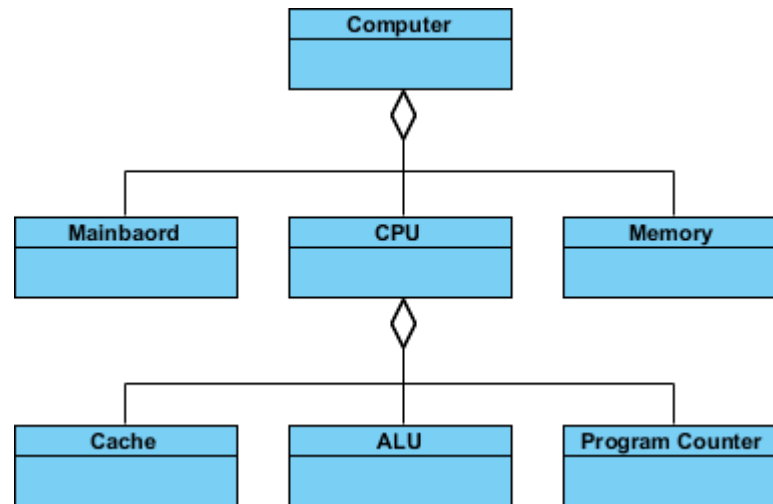 Computer
Mainbaord
CPU
Memory
Cache
ALU
Program Counter